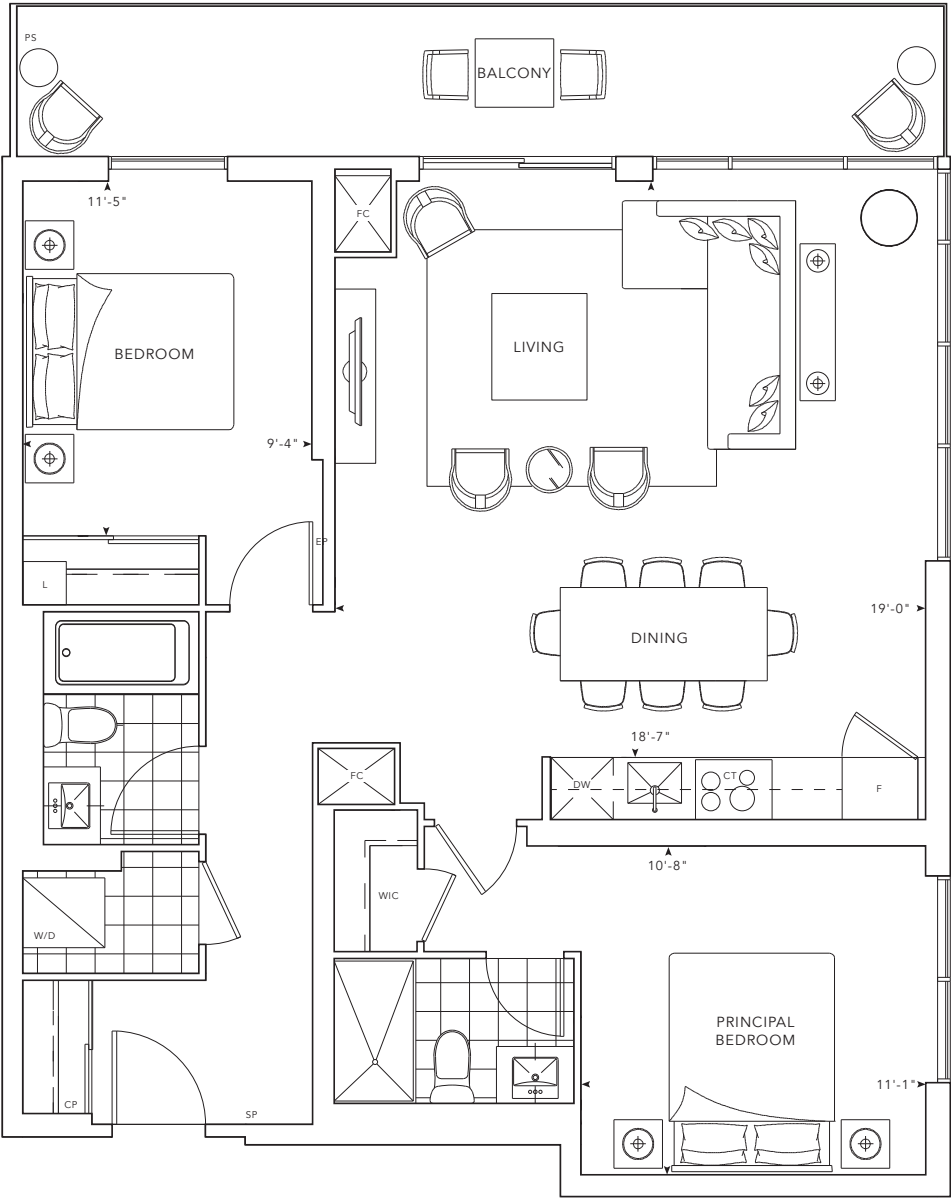 PS
BALCONY
11'-5"
FC
BEDROOM
LIVING
9'-4"
EP
L
19'-0"
DINING
18'-7"
FC
DW
CT
F
10'-8"
WIC
W/D
PRINCIPAL
BEDROOM
11'-1"
CP
SP